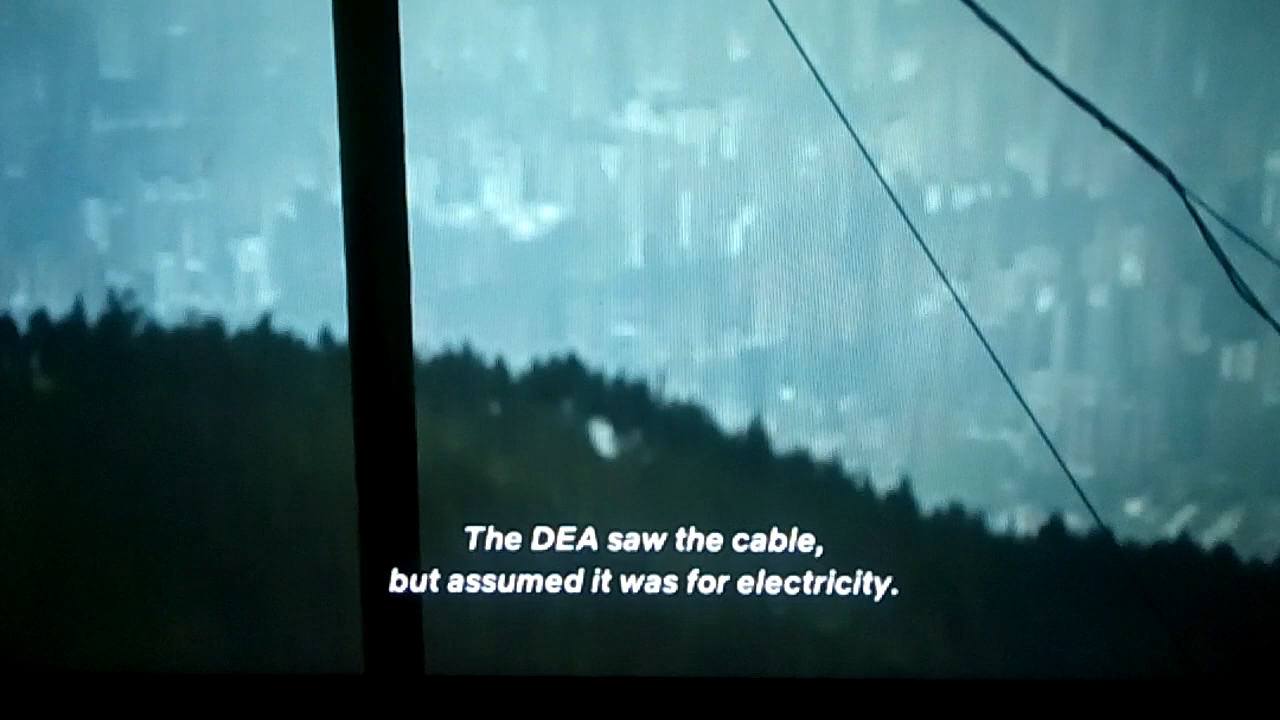 The DEA saw the cable,
but assumed it was for electricity.